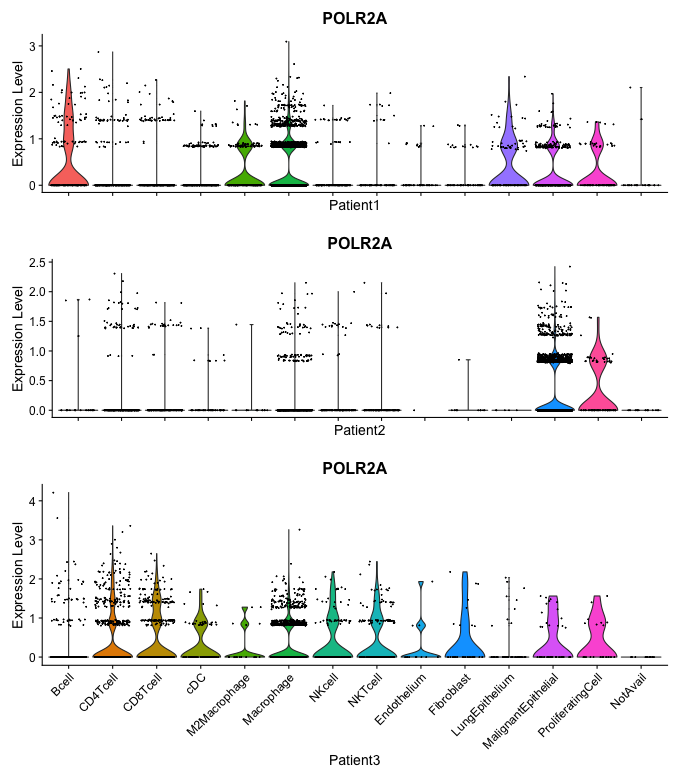 POLR2A
Expression Level
3
2
1
0
Patient1
POLR2A
Expression Level
2.5
2.0
1.5
1.0
0.5
0.0
Patient2
POLR2A
Expression Level
4
3
2
1
0
Bcell
CD4Tcell
CD8Tcell
cDC
M2Macrophage
Macrophage
NKcell
NKTcell
Endothelium
Fibroblast
LungEpithelium
MalignantEpithelial
ProliferatingCell
NotAvail
Patient3